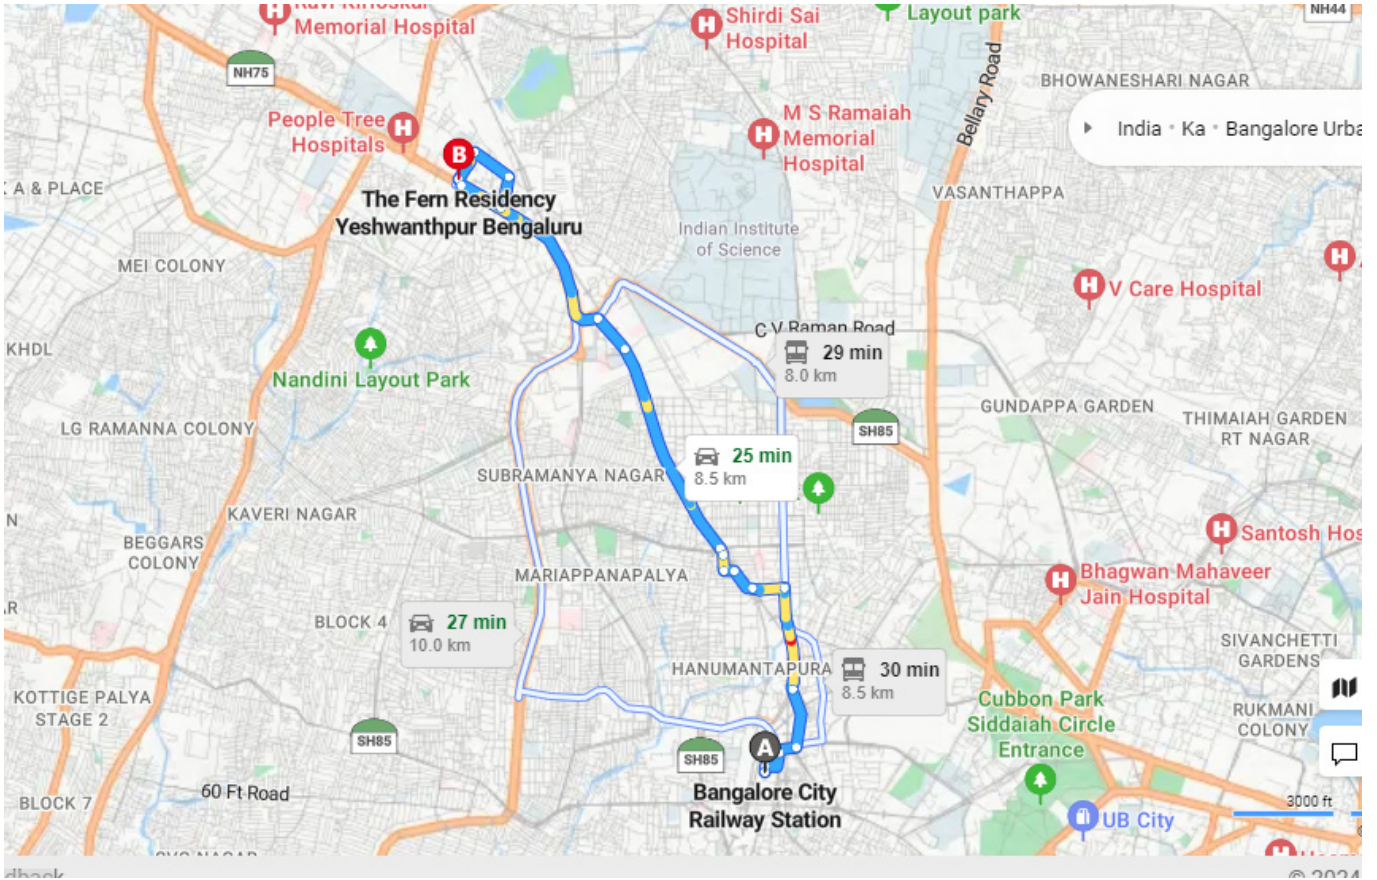 Memorial Hospital
Shirdi Sai
Hospital
Layout park
NH44
NH75
Bellary Road
BHOWANESHARI NAGAR
People Tree
Hospitals
M S Ramaiah
Memorial
Hospital
India • Ka • Bangalore Urba
B
A & PLACE
The Fern Residency
Yeshwanthpur Bengaluru
VASANTHAPPA
Indian Institute
of Science
MEI COLONY
V Care Hospital
KHDL
C V Raman Road
29 min
8.0 km
Nandini Layout Park
GUNDAPPA GARDEN
THIMAIAH GARDEN
RT NAGAR
LG RAMANNA COLONY
SH85
25 min
8.5 km
SUBRAMANYA NAGAR
KAVERI NAGAR
N
BEGGARS
COLONY
Santosh Hos
MARIAPPANAPALYA
Bhagwan Mahaveer
Jain Hospital
R
BLOCK 4
27 min
10.0 km
SIVANCHETTI
GARDENS
HANUMANTAPURA
30 min
8.5 km
KOTTIGE PALYA
STAGE 2
Cubbon Park
Siddaiah Circle
Entrance
RUKMANI
COLONY
SH85
SH85
A
60 Ft Road
Bangalore City
Railway Station
BLOCK 7
3000 ft
UB City
dback
© 2024